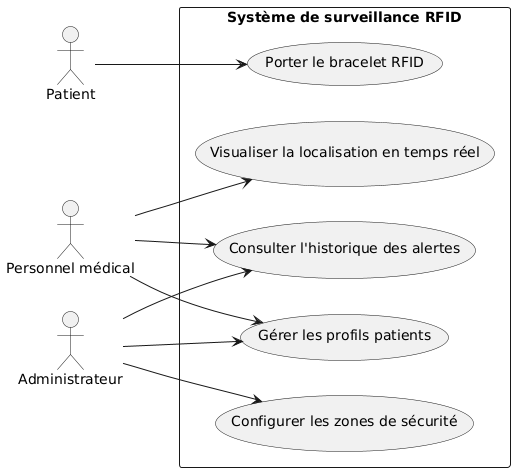 Système de surveillance RFID
Porter le bracelet RFID
Patient
Visualiser la localisation en temps réel
Consulter l'historique des alertes
Personnel médical
Gérer les profils patients
Administrateur
Configurer les zones de sécurité